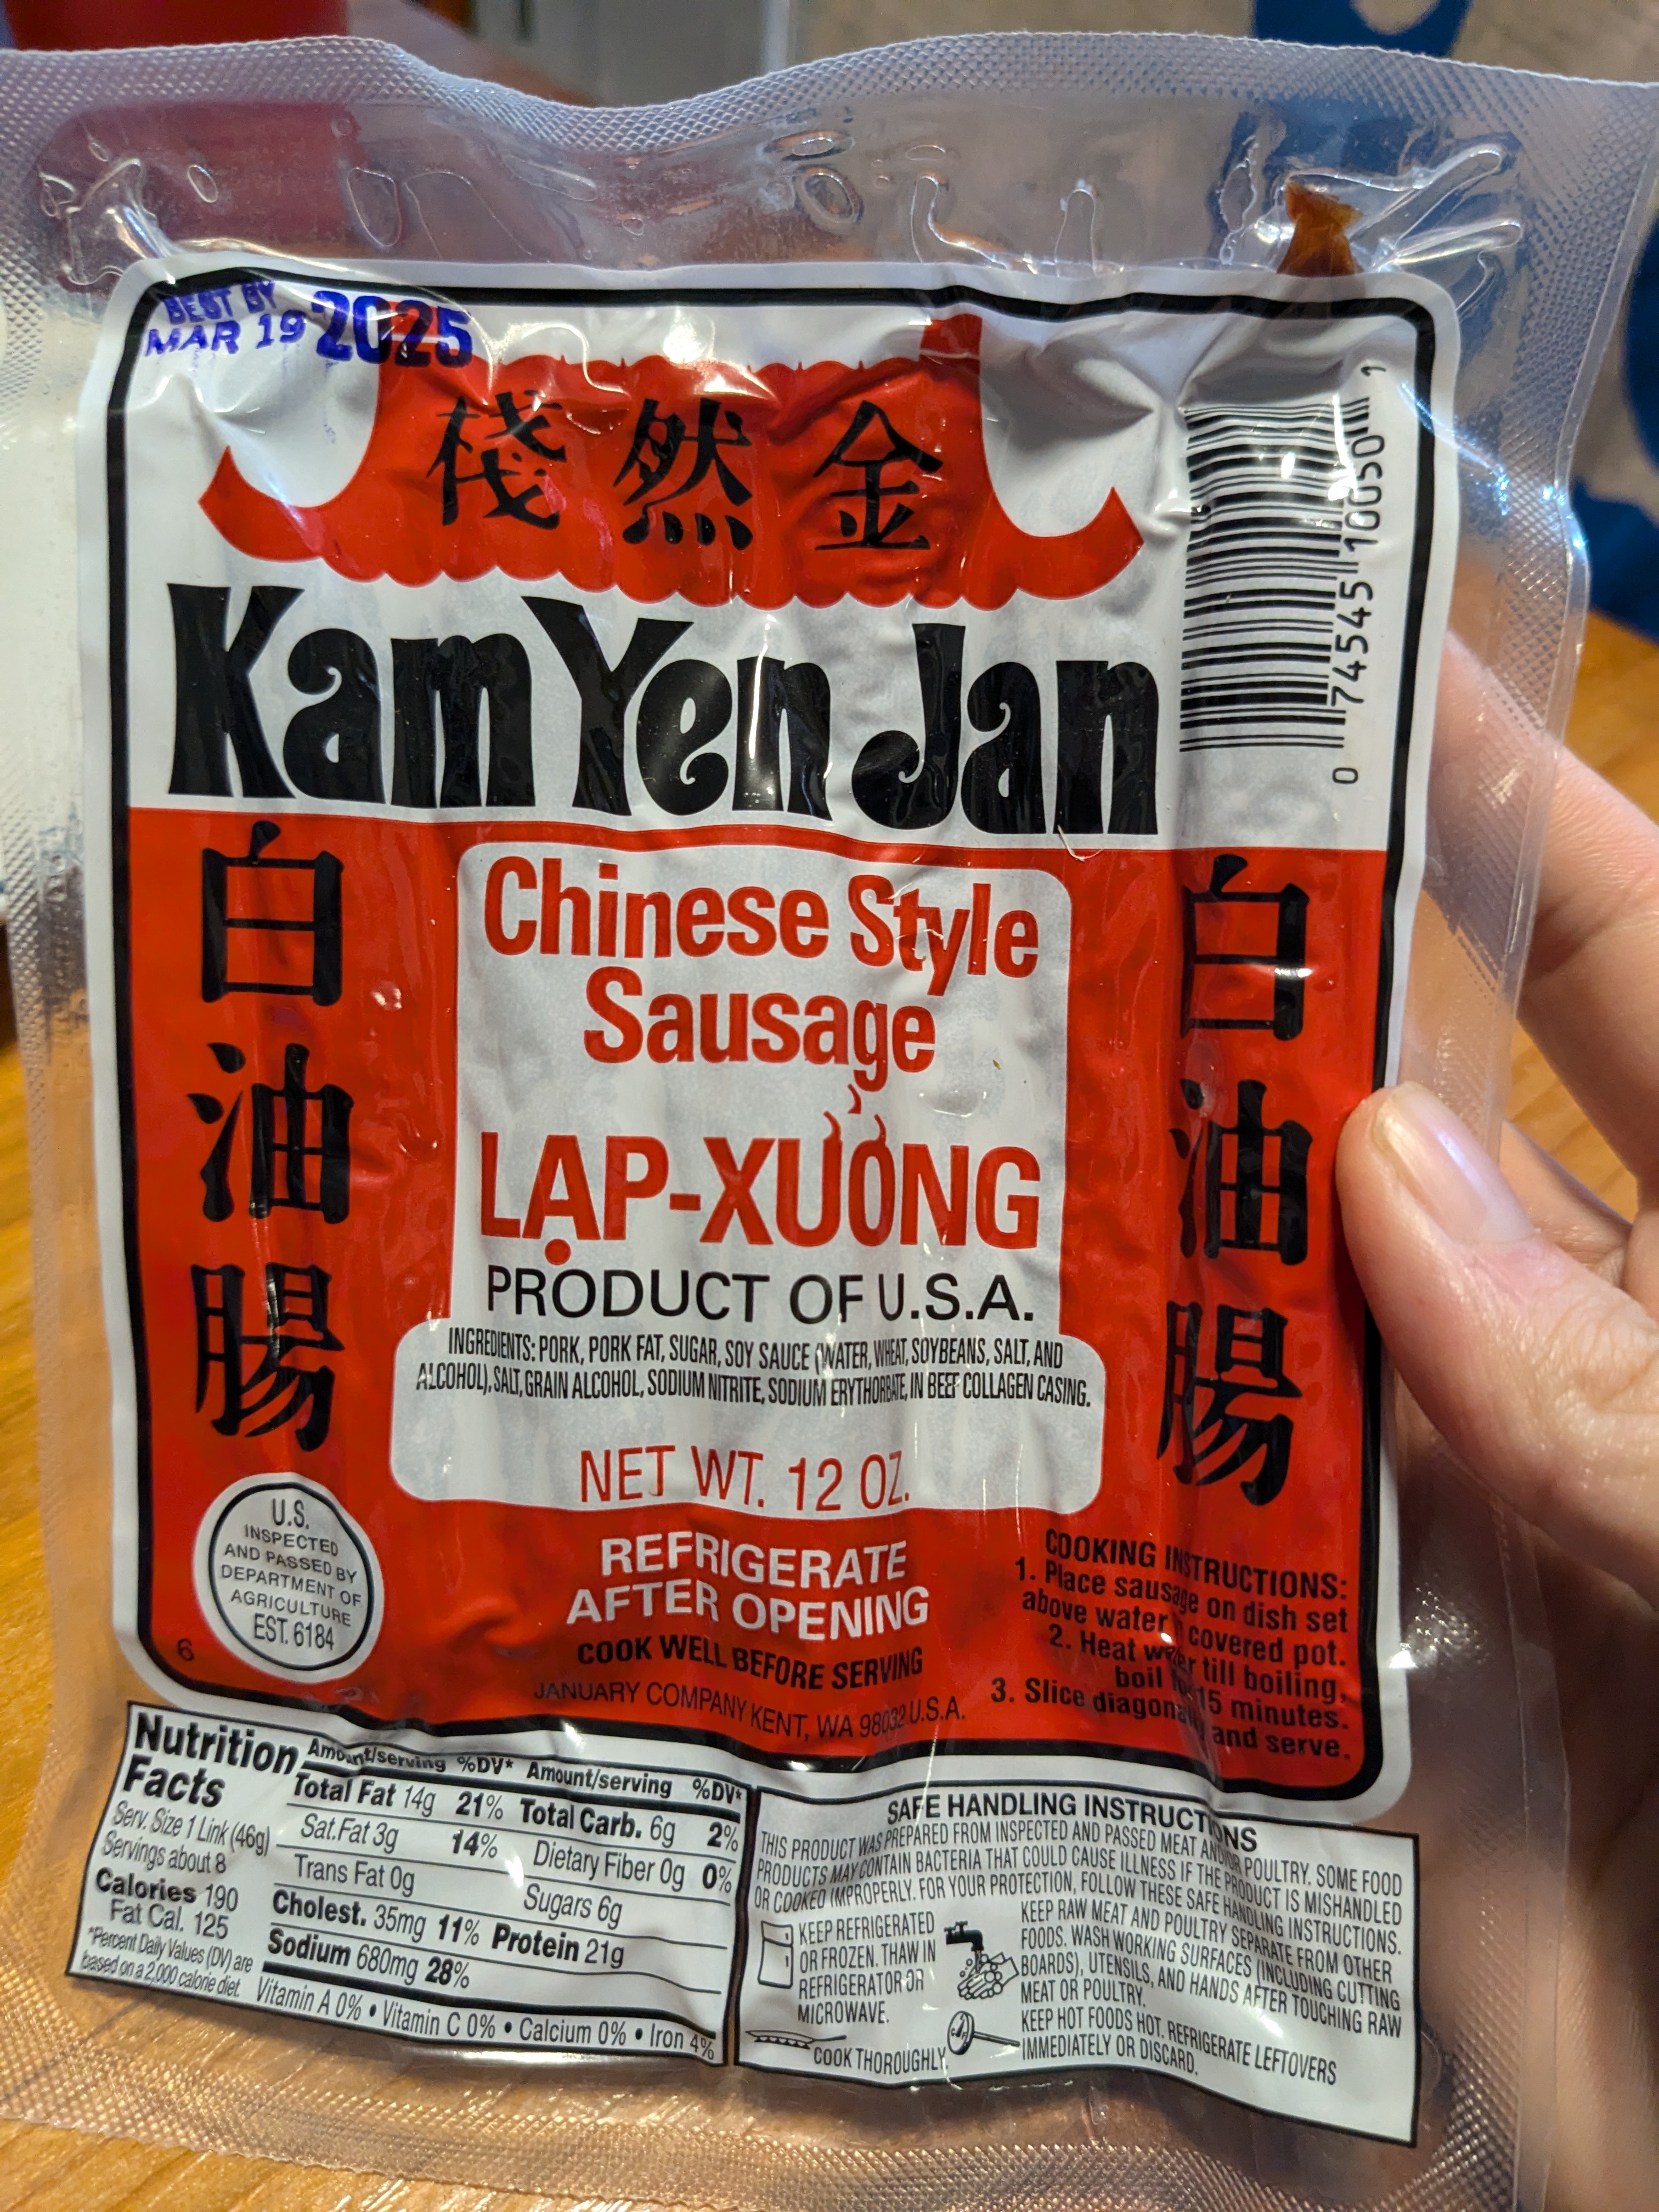 BEST BY
MAR 19 2025
棧然金
Kam Yen Jan
0 74545 10050 1
白油腸
Chinese Style
Sausage
LẠP-XƯỞNG
PRODUCT OF U.S.A.
INGREDIENTS: PORK, PORK FAT, SUGAR, SOY SAUCE (WATER, WHEAT, SOYBEANS, SALT, AND
ALCOHOL), SALT, GRAIN ALCOHOL, SODIUM NITRITE, SODIUM ERYTHORBATE, IN BEEF COLLAGEN CASING.
NET WT. 12 OZ.
白油腸
U.S.
INSPECTED
AND PASSED BY
DEPARTMENT OF
AGRICULTURE
EST. 6184
6
REFRIGERATE
AFTER OPENING
COOK WELL BEFORE SERVING
JANUARY COMPANY KENT, WA 98032 U.S.A.
COOKING INSTRUCTIONS:
1. Place sausage on dish set
above water covered pot.
2. Heat water till boiling,
boil for 15 minutes.
3. Slice diagonally and serve.
Nutrition
Facts
Serv. Size 1 Link (46g)
Servings about 8
Calories 190
Fat Cal. 125
*Percent Daily Values (DV) are
based on a 2,000 calorie diet.
Amount/serving %DV* Amount/serving %DV*
Total Fat 14g 21% Total Carb. 6g 2%
Sat.Fat 3g 14% Dietary Fiber 0g 0%
Trans Fat 0g Sugars 6g
Cholest. 35mg 11% Protein 21g
Sodium 680mg 28%
Vitamin A 0% • Vitamin C 0% • Calcium 0% • Iron 4%
SAFE HANDLING INSTRUCTIONS
THIS PRODUCT WAS PREPARED FROM INSPECTED AND PASSED MEAT AND/OR POULTRY. SOME FOOD
PRODUCTS MAY CONTAIN BACTERIA THAT COULD CAUSE ILLNESS IF THE PRODUCT IS MISHANDLED
OR COOKED IMPROPERLY. FOR YOUR PROTECTION, FOLLOW THESE SAFE HANDLING INSTRUCTIONS.
KEEP REFRIGERATED
OR FROZEN. THAW IN
REFRIGERATOR OR
MICROWAVE.
KEEP RAW MEAT AND POULTRY SEPARATE FROM OTHER
FOODS. WASH WORKING SURFACES (INCLUDING CUTTING
BOARDS), UTENSILS, AND HANDS AFTER TOUCHING RAW
MEAT OR POULTRY.
COOK THOROUGHLY.
KEEP HOT FOODS HOT. REFRIGERATE LEFTOVERS
IMMEDIATELY OR DISCARD.